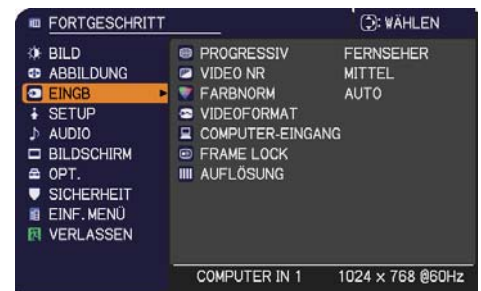 FORTGESCHRITT : WÄHLEN
BILD
ABBILDUNG
EINGB
SETUP
AUDIO
BILDSCHIRM
OPT.
SICHERHEIT
EINF. MENÜ
VERLASSEN
PROGRESSIV FERNSEHER
VIDEO NR MITTEL
FARBNORM AUTO
VIDEOFORMAT
COMPUTER-EINGANG
FRAME LOCK
AUFLÖSUNG
COMPUTER IN 1 1024 × 768 @60Hz